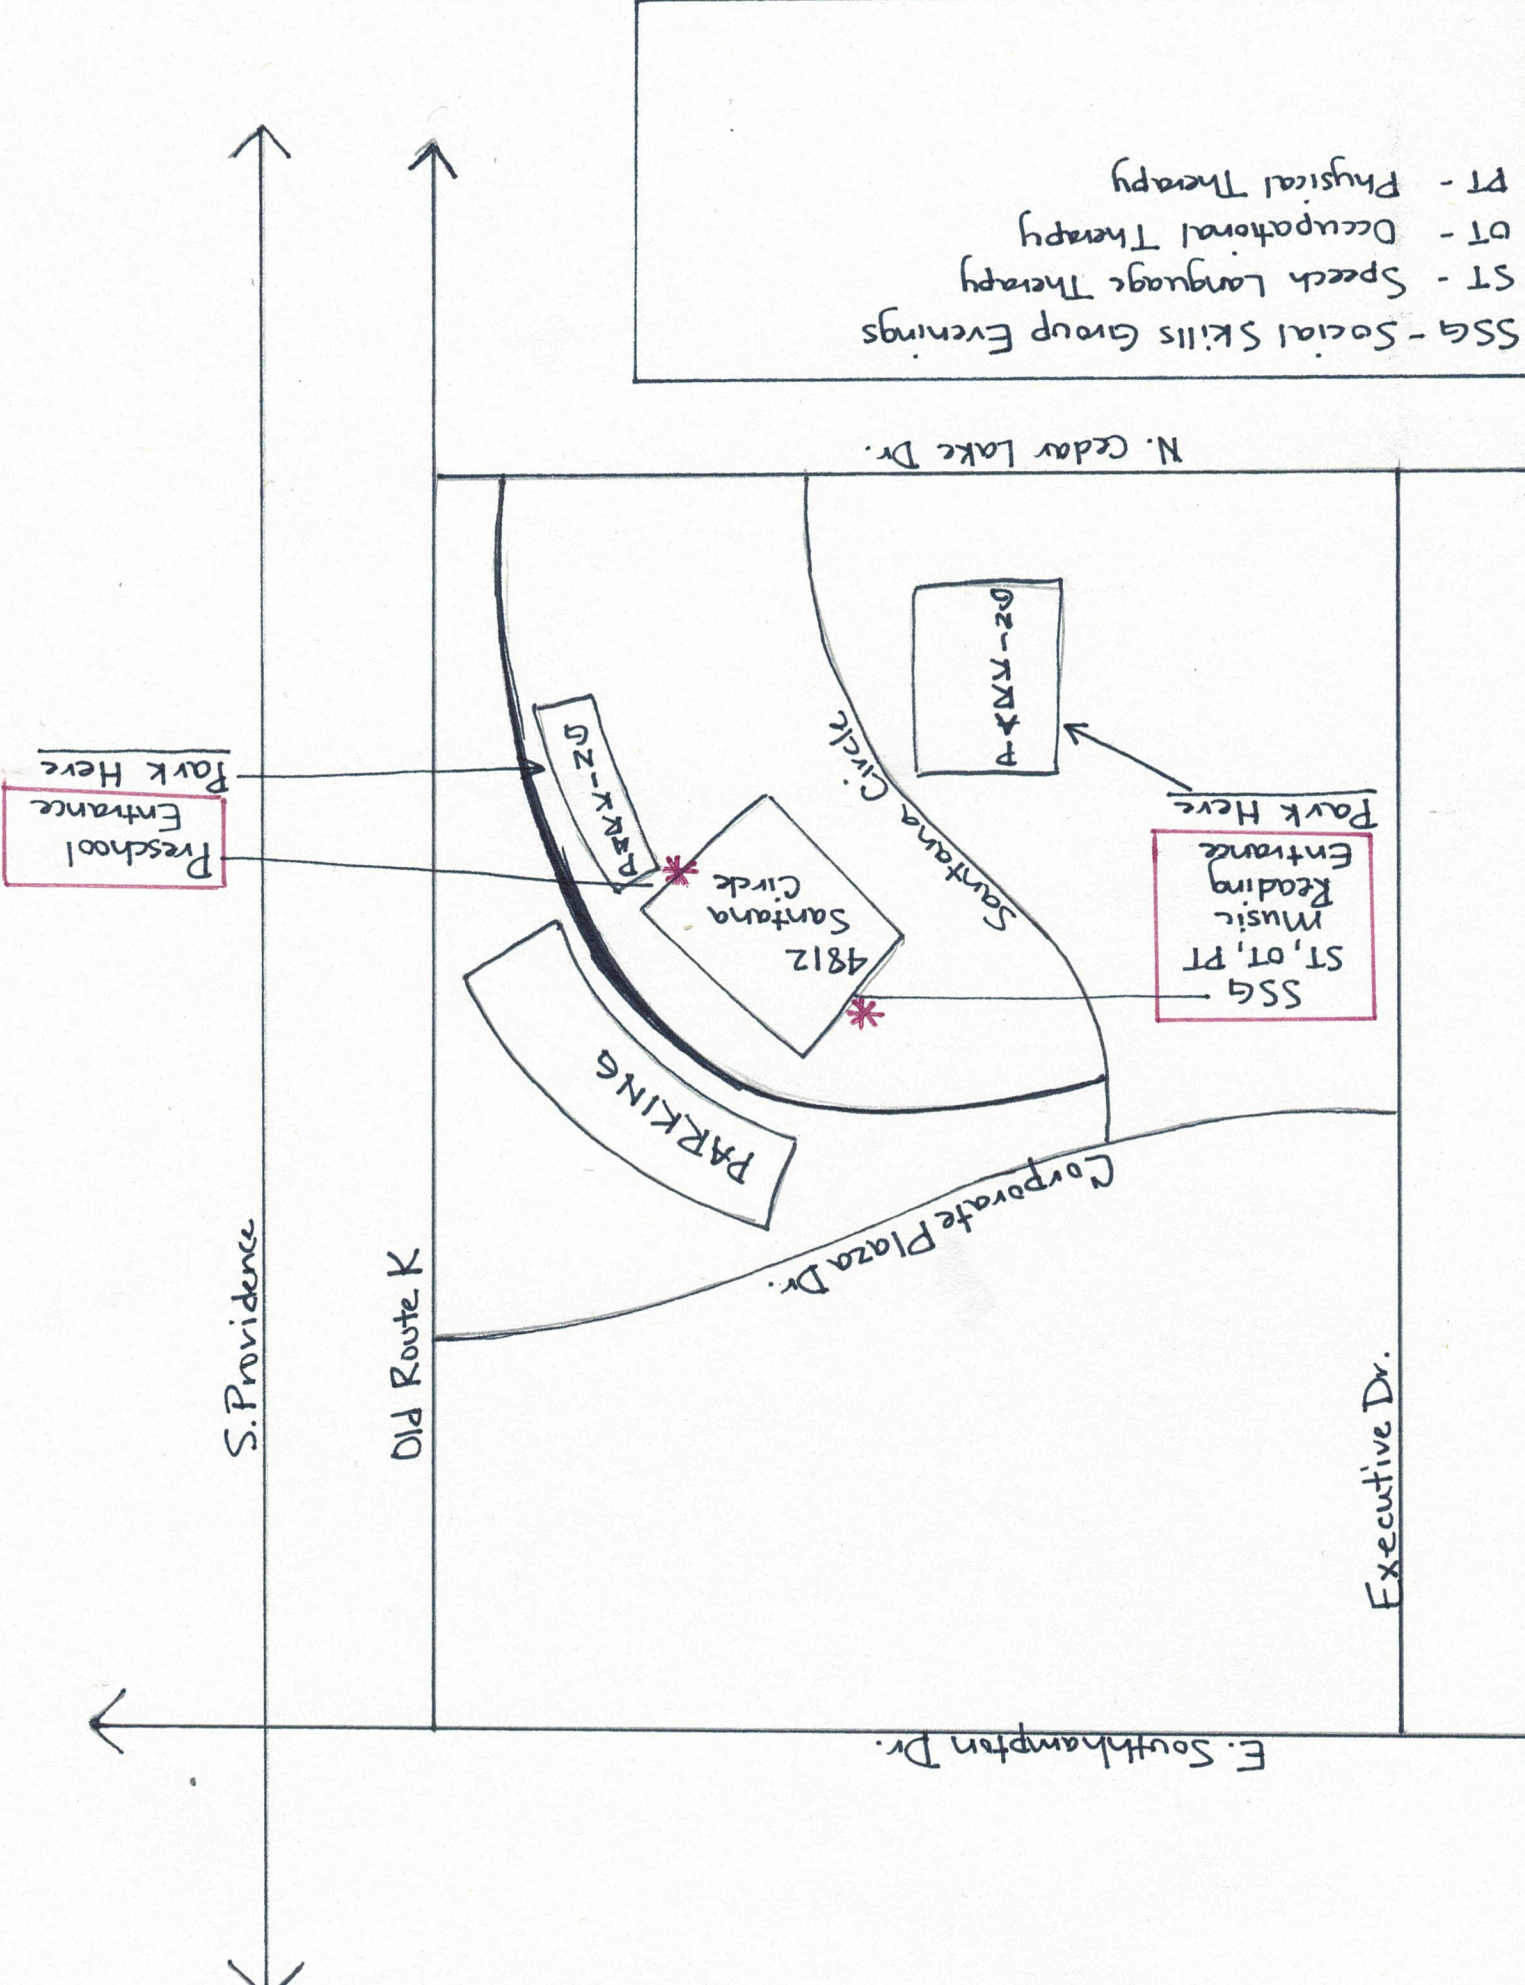 E. Southhampton Dr.
Executive Dr.
Old Route K
S. Providence
Corporate Plaza Dr.
PARKING
SSG
ST, OT, PT
Music
Reading
Entrance
Park Here
4812
Santana
Circle
Santana Circle
Preschool
Entrance
Park Here
PARKING
PARKING
N. Cedar Lake Dr.
SSG - Social Skills Group Evenings
ST - Speech Language Therapy
OT - Occupational Therapy
PT - Physical Therapy